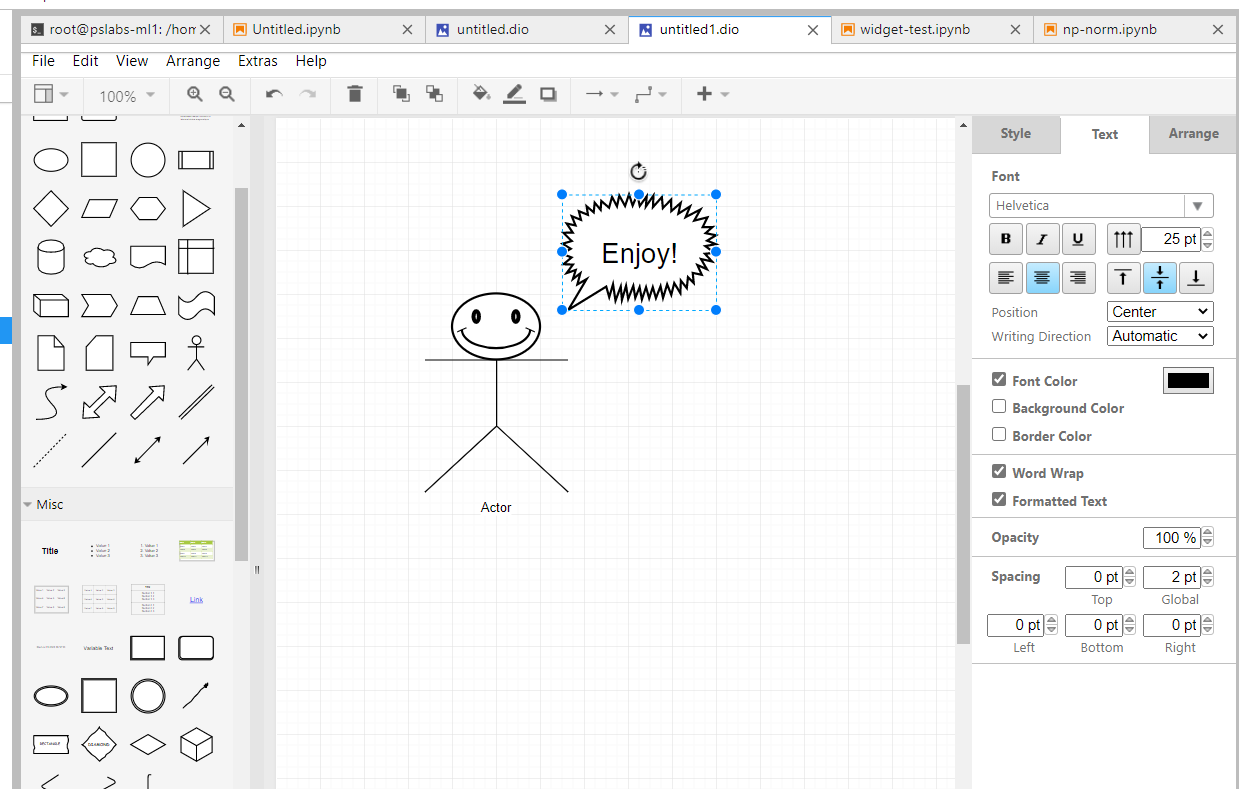 root@pslabs-ml1: /hor
Untitled.ipynb
untitled.dio
untitled1.dio
widget-test.ipynb
np-norm.ipynb
File Edit View Arrange Extras Help
100%
Style Text Arrange
Font
Helvetica
B I U 25 pt
Position Center
Writing Direction Automatic
Font Color
Background Color
Border Color
Word Wrap
Formatted Text
Opacity 100 %
Spacing 0 pt 2 pt
Top Global
0 pt 0 pt 0 pt
Left Bottom Right
Enjoy!
Actor
Misc
Title
Link
Variable Text
RECTANGLE
DIAMOND